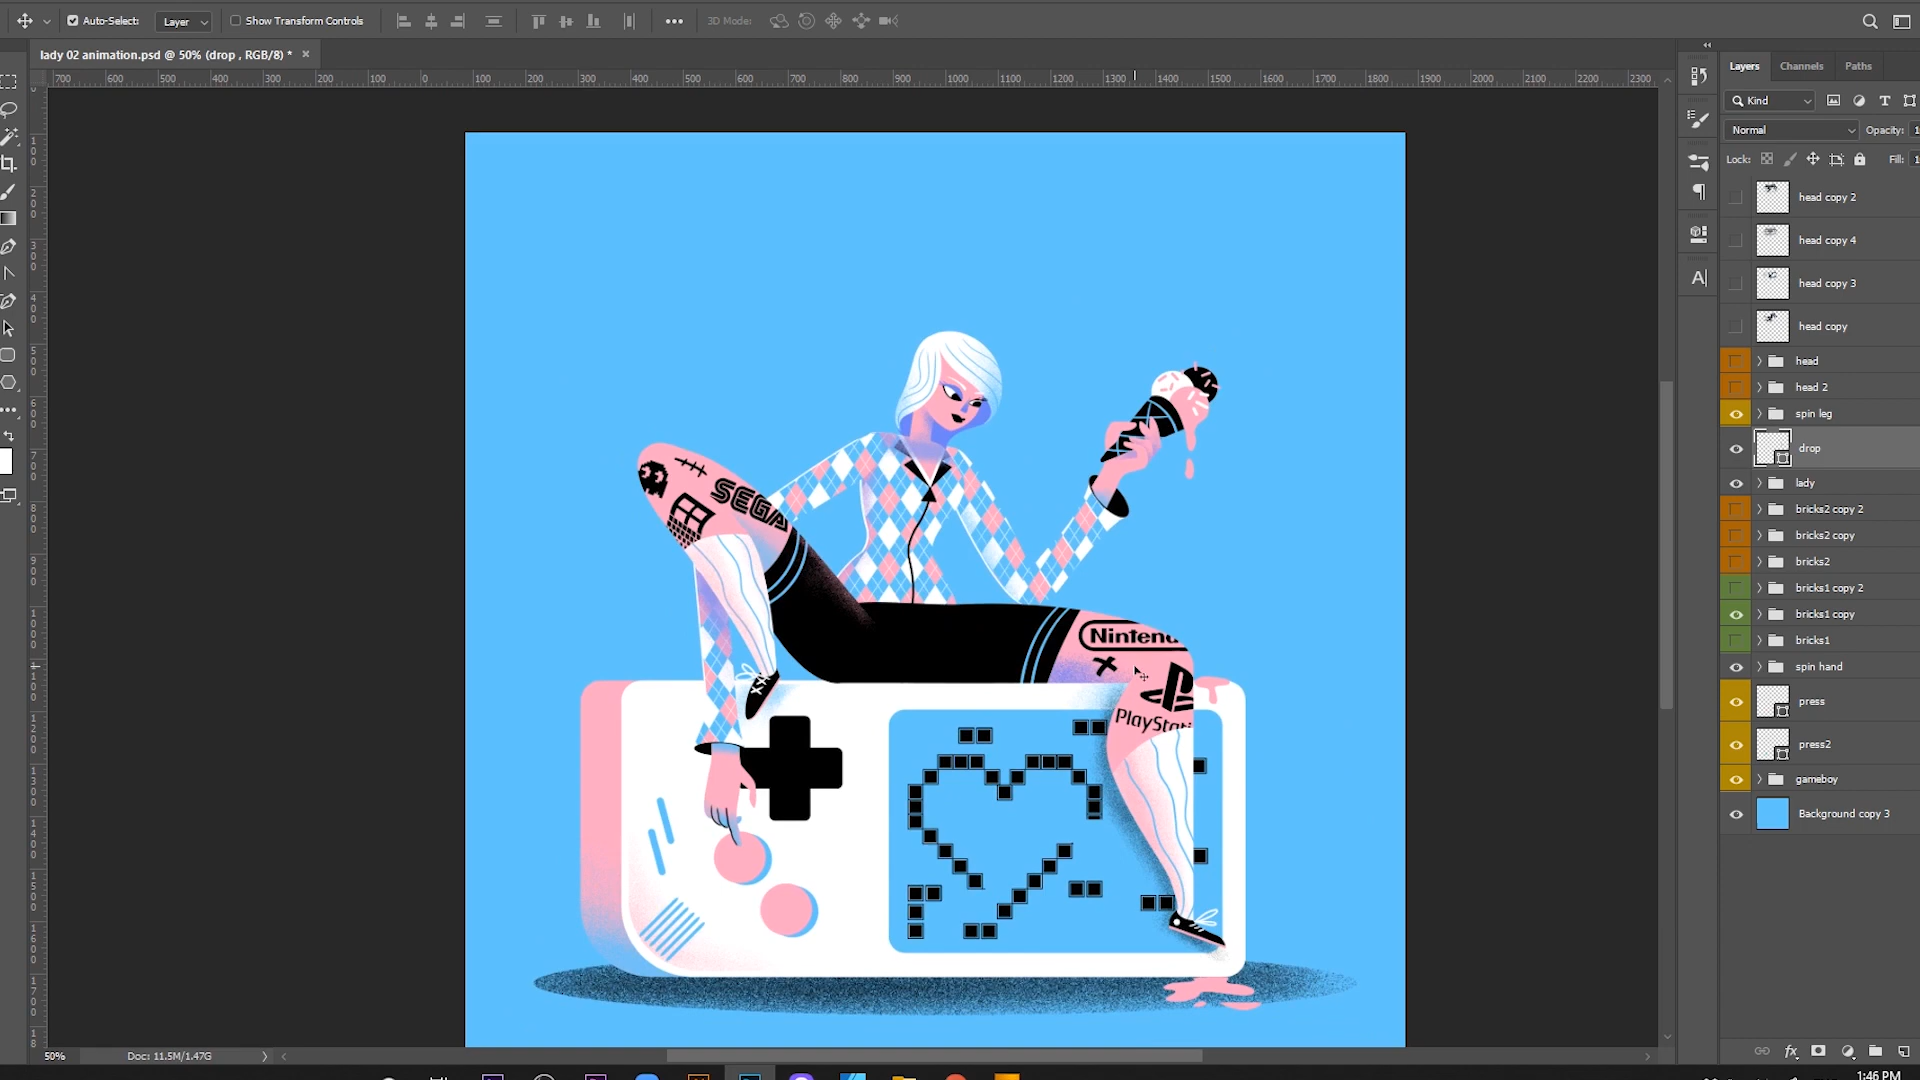 Auto-Select: Layer Show Transform Controls 3D Mode:
lady 02 animation.psd @ 50% (drop , RGB/8) *
700 600 500 400 300 200 100 0 100 200 300 400 500 600 700 800 900 1000 1100 1200 1300 1400 1500 1600 1700 1800 1900 2000 2100 2200 2300
Layers Channels Paths
Kind
Normal Opacity:
Lock: Fill:
head copy 2
head copy 4
head copy 3
head copy
head
head 2
spin leg
drop
lady
bricks2 copy 2
bricks2 copy
bricks2
bricks1 copy 2
bricks1 copy
bricks1
spin hand
press
press2
gameboy
Background copy 3
SEGA
Nintend
PlayStati
50% Doc: 11.5M/1.47G
1:46 PM